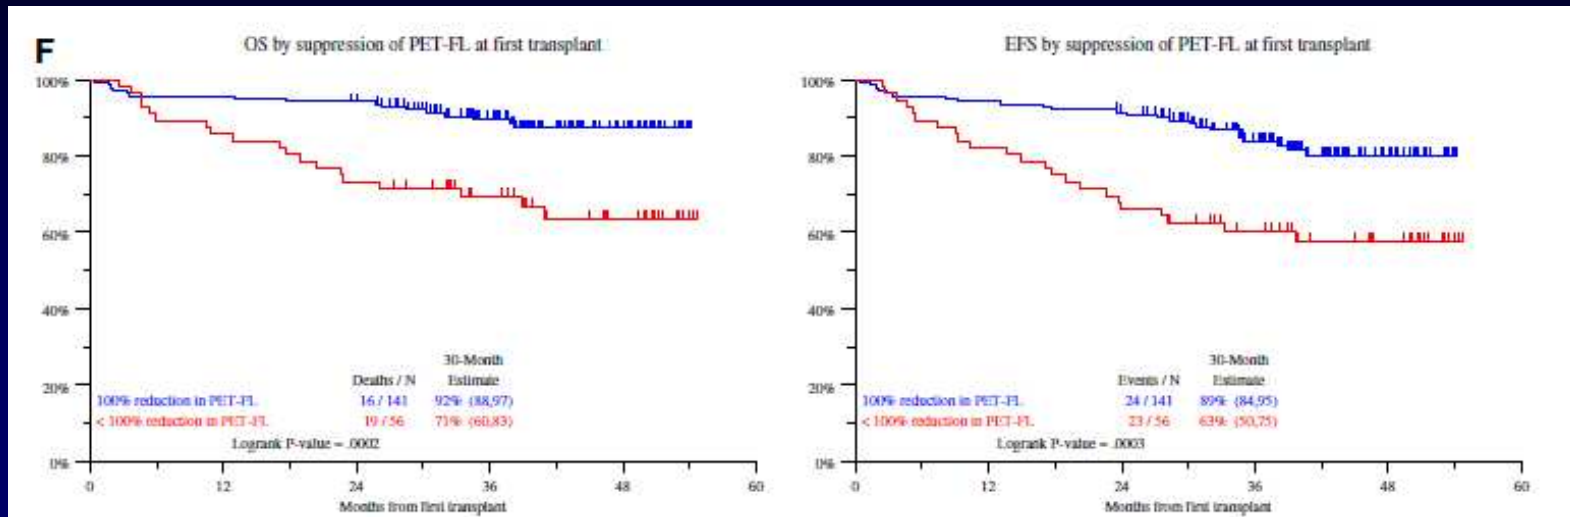 F
OS by suppression of PET-FL at first transplant
100%
80%
60%
40%
20%
0%
30-Month
Deaths / N Estimate
100% reduction in PET-FL 16 / 141 92% (88,97)
< 100% reduction in PET-FL 19 / 56 71% (60,83)
Logrank P-value = .0002
0 12 24 36 48 60
Months from first transplant
EFS by suppression of PET-FL at first transplant
100%
80%
60%
40%
20%
0%
30-Month
Events / N Estimate
100% reduction in PET-FL 24 / 141 89% (84,95)
< 100% reduction in PET-FL 23 / 56 63% (50,75)
Logrank P-value = .0003
0 12 24 36 48 60
Months from first transplant